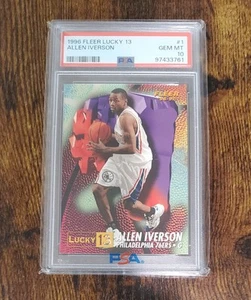 1996 FLEER LUCKY 13
#1
ALLEN IVERSON
GEM MT
10
PSA
97433761
FLEER
LUCKY 13
ALLEN IVERSON
PHILADELPHIA 76ERS • G
PSA